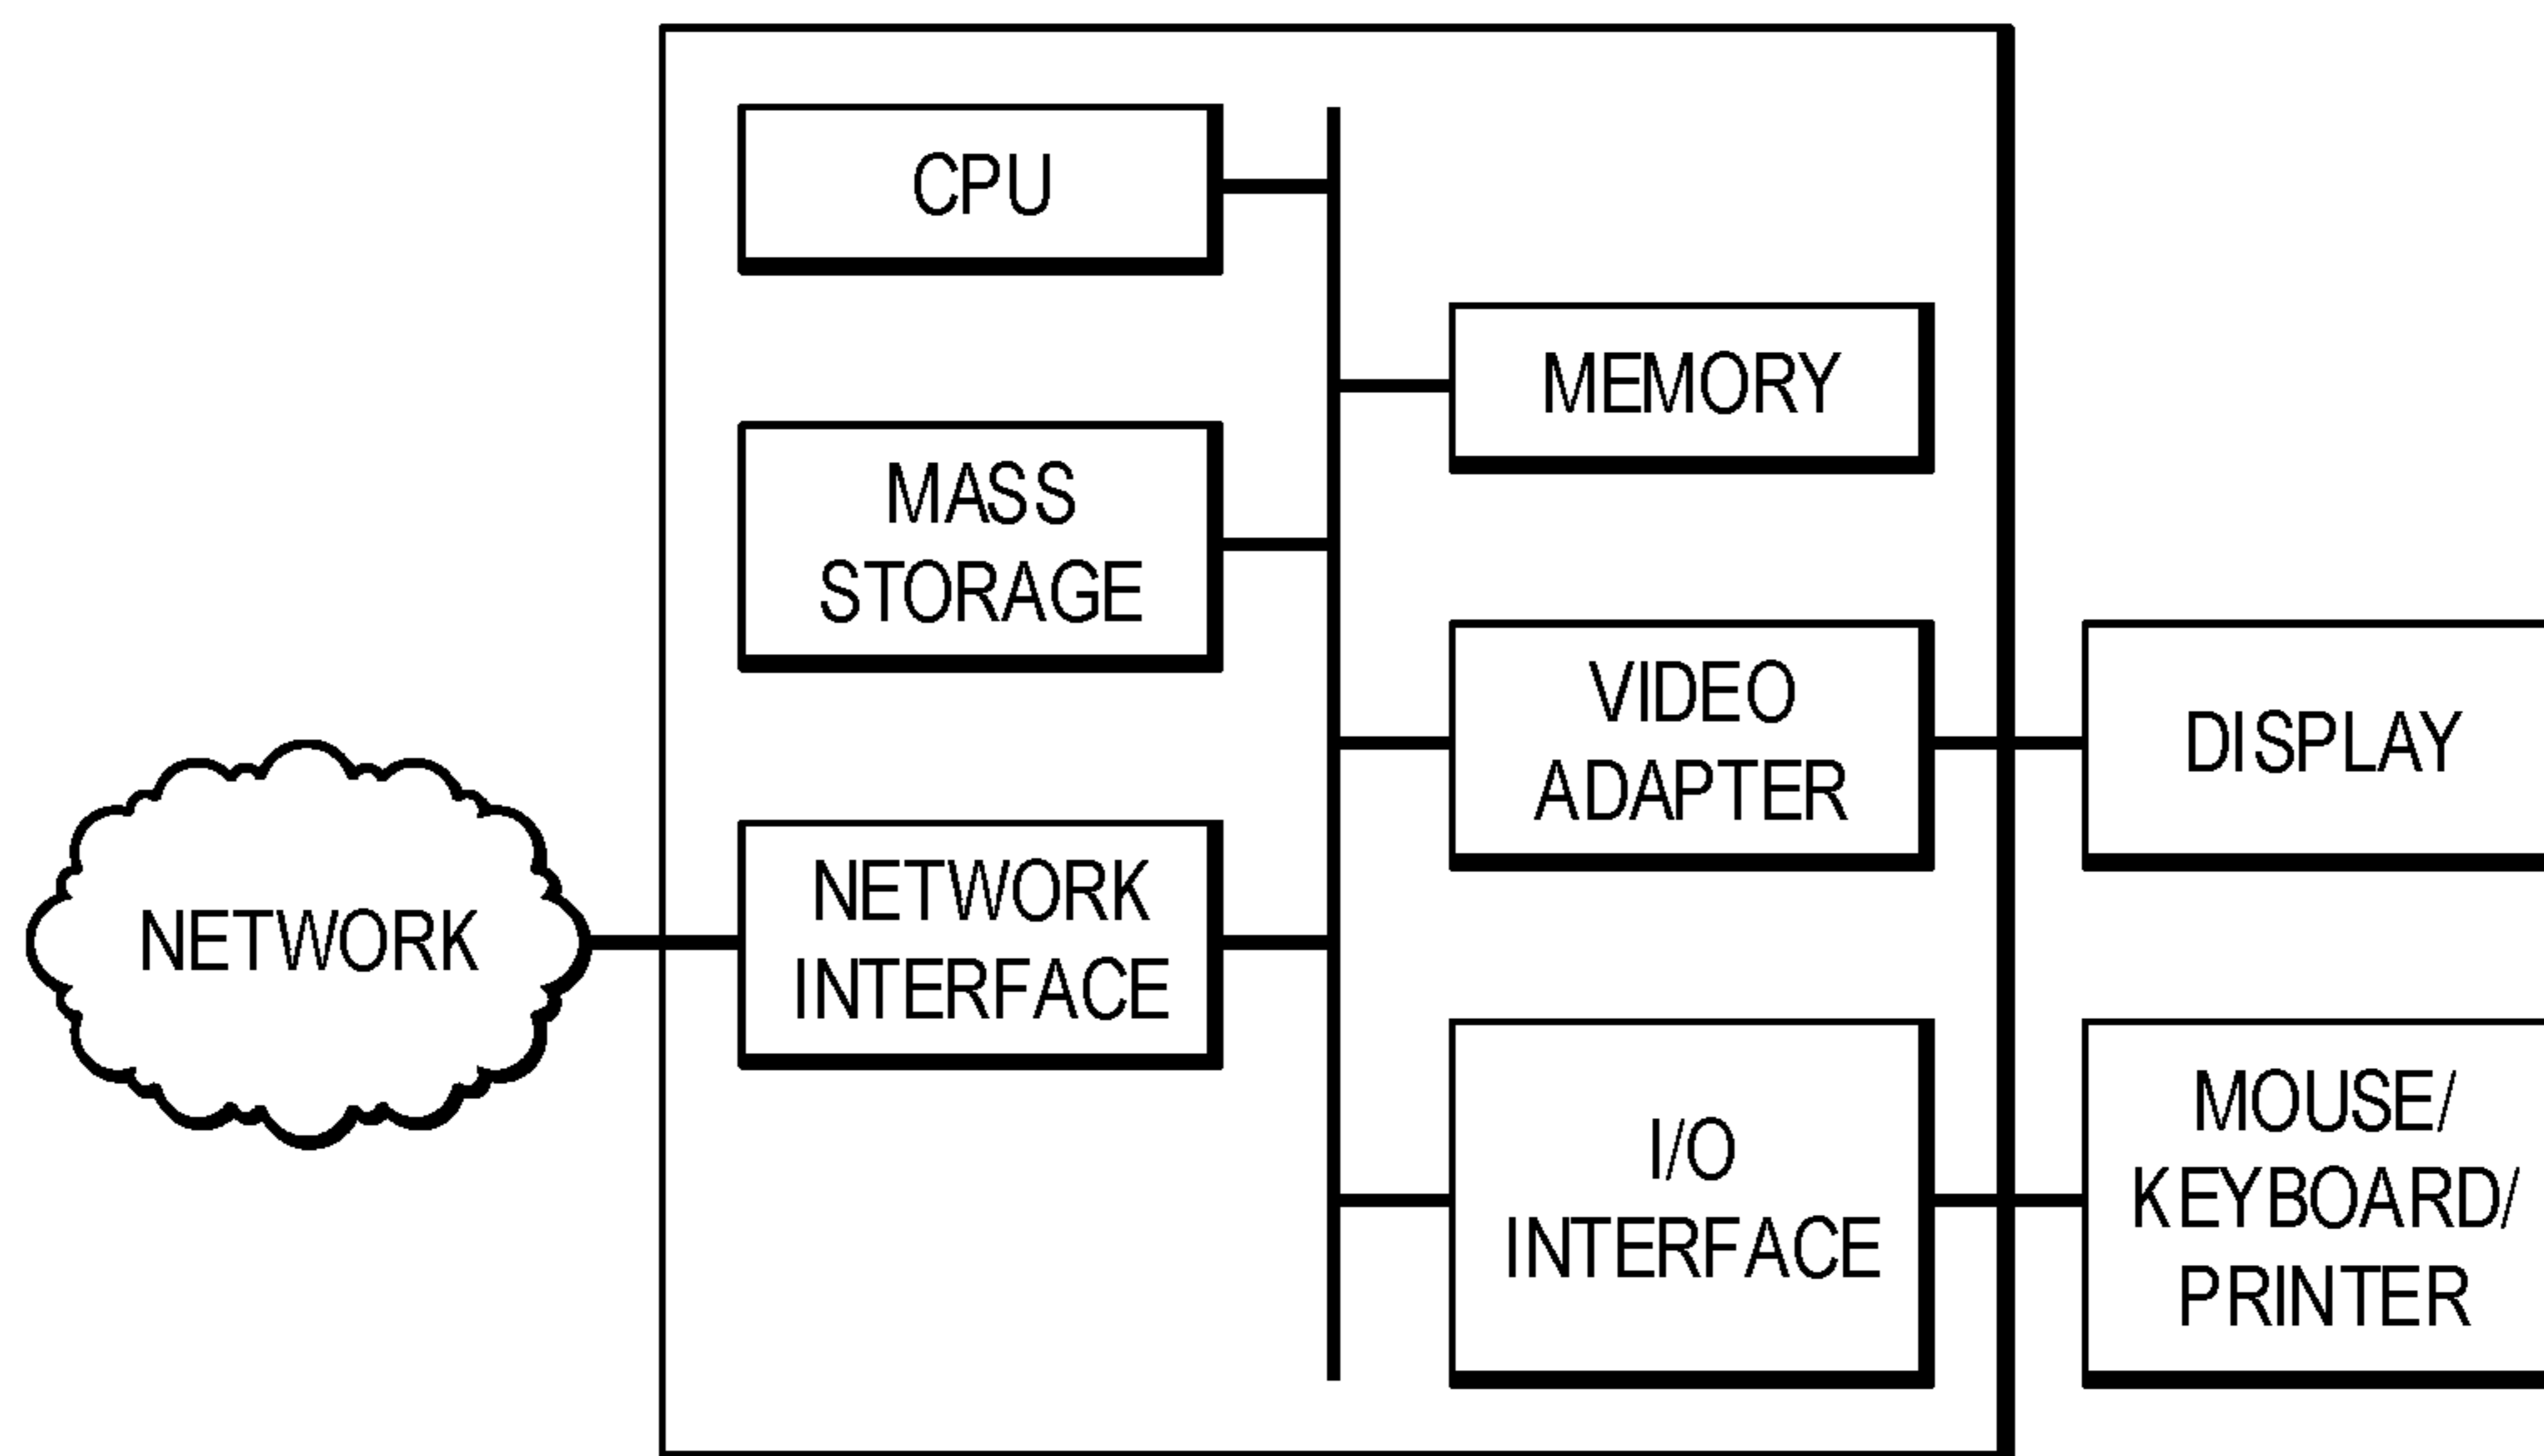 CPU
MEMORY
MASS
STORAGE
VIDEO
ADAPTER
DISPLAY
NETWORK
NETWORK
INTERFACE
I/O
INTERFACE
MOUSE/
KEYBOARD/
PRINTER